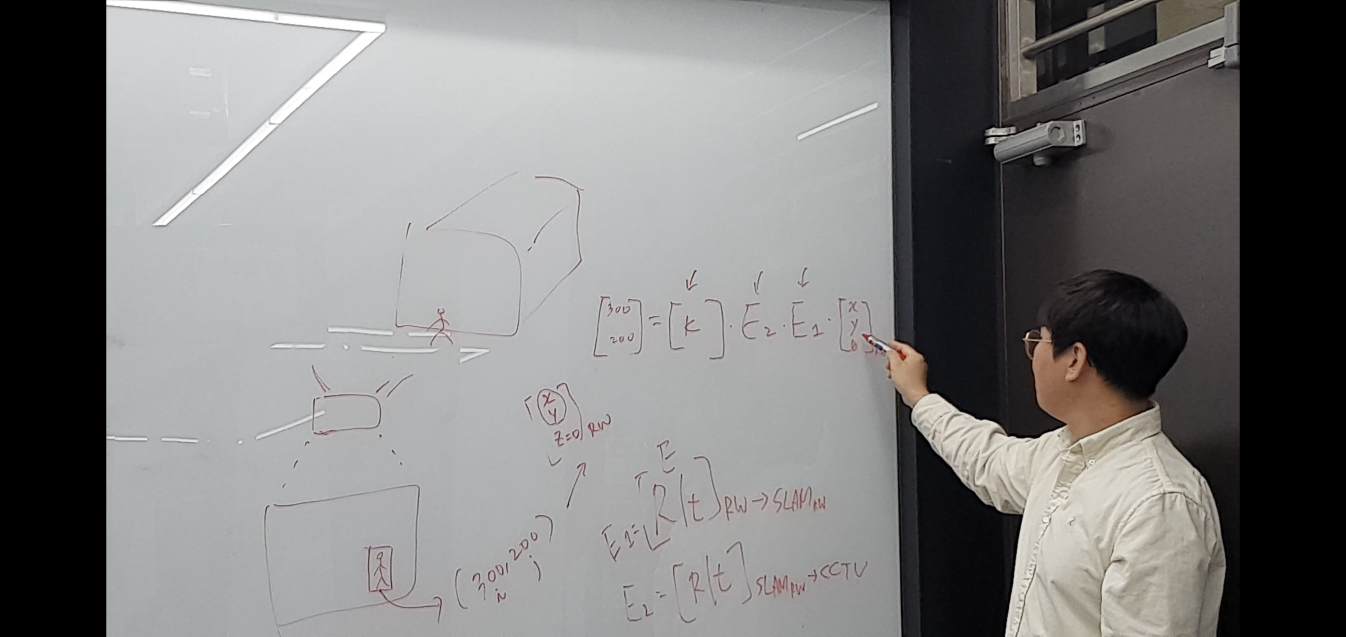 [300 200] = [K] · E₂ · E₁ · [x y 0]
[x y z=0] RW
E
E₁ = [R|t] RW→SLAM RW
(300, 200)
E₂ = [R|t] SLAM RW→CCTV